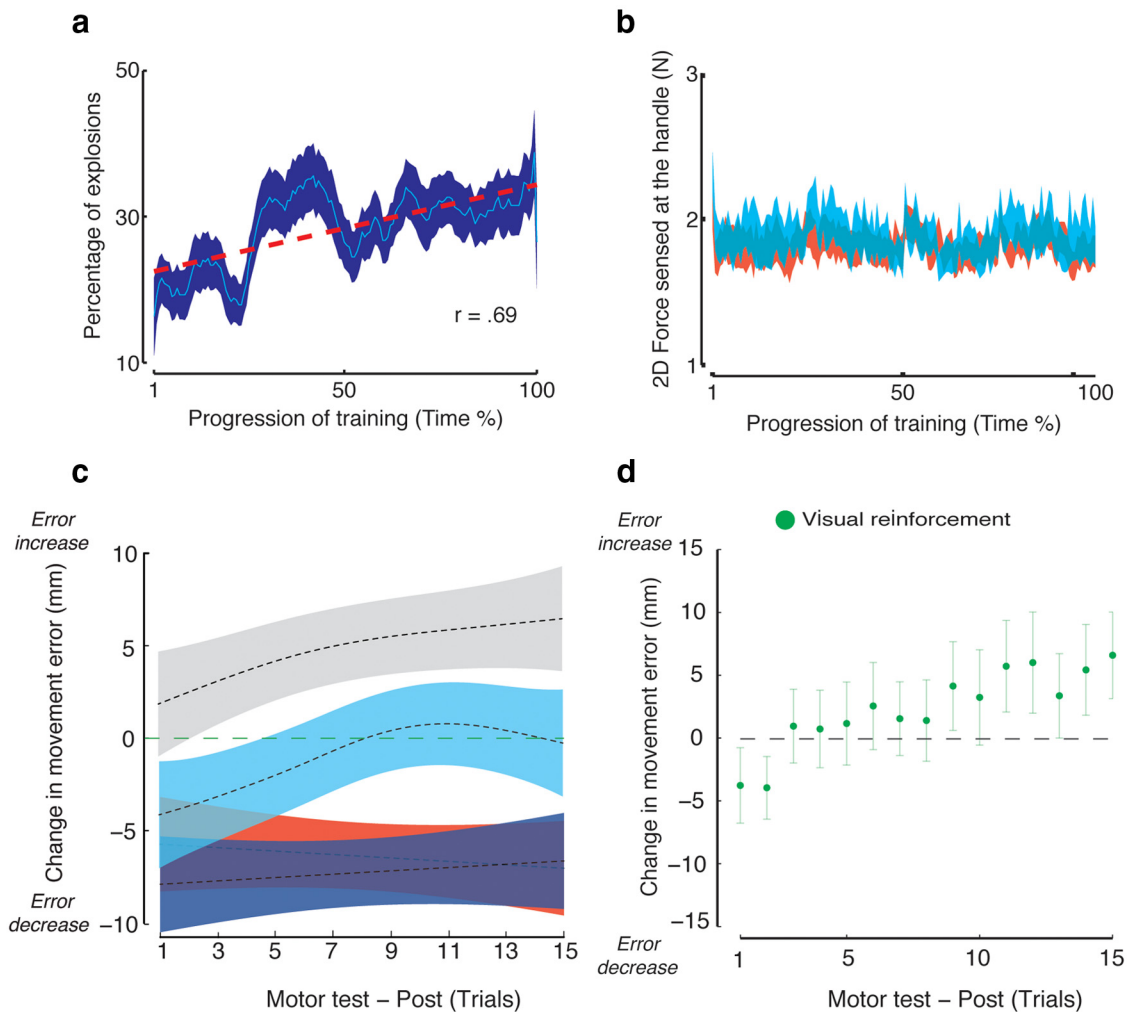 a
50
30
10
Percentage of explosions
r = .69
1
50
100
Progression of training (Time %)
b
3
2
1
2D Force sensed at the handle (N)
1
50
100
Progression of training (Time %)
c
Error
increase
10
5
0
−5
−10
Change in movement error (mm)
Error
decrease
1
3
5
7
9
11
13
15
Motor test − Post (Trials)
d
Error
increase
Visual reinforcement
15
10
5
0
−5
−10
−15
Change in movement error (mm)
Error
decrease
1
5
10
15
Motor test − Post (Trials)